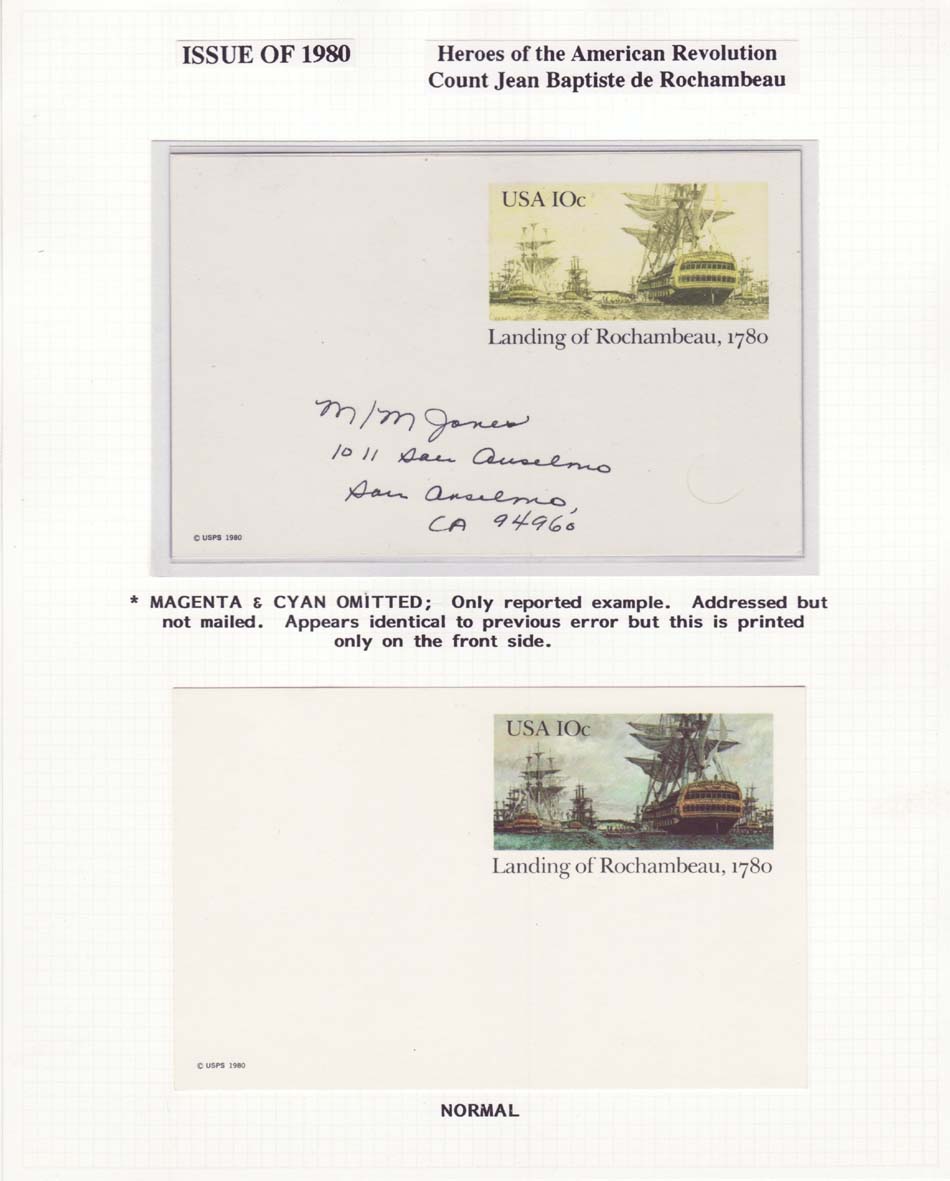 ISSUE OF 1980
Heroes of the American Revolution
Count Jean Baptiste de Rochambeau
USA 10c
Landing of Rochambeau, 1780
M/M Jones
1011 San Anselmo
San Anselmo,
CA 94960
© USPS 1980
* MAGENTA & CYAN OMITTED; Only reported example. Addressed but
not mailed. Appears identical to previous error but this is printed
only on the front side.
USA 10c
Landing of Rochambeau, 1780
© USPS 1980
NORMAL